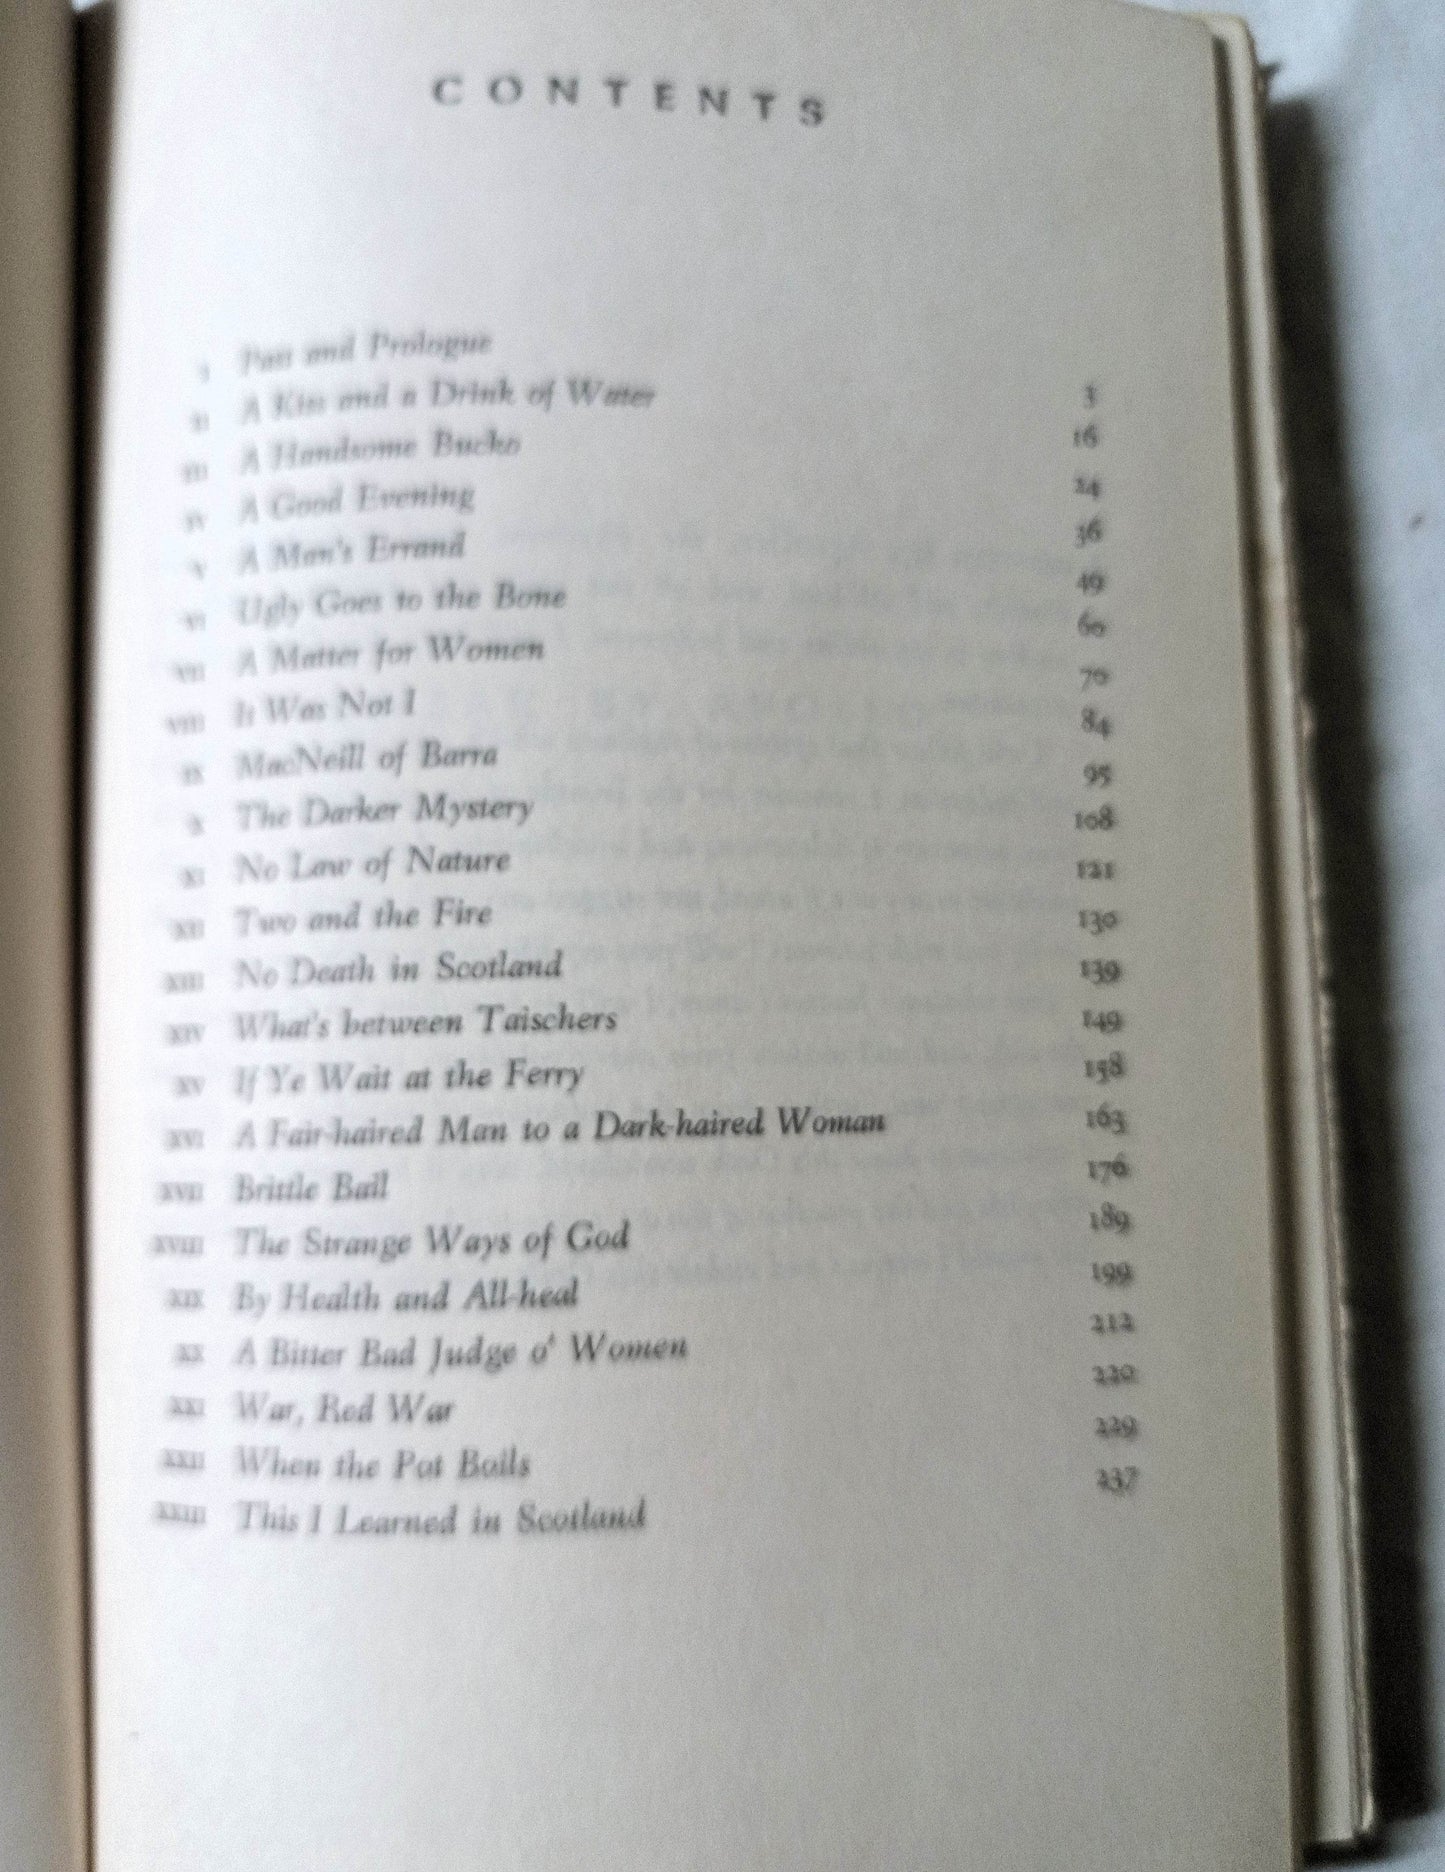 CONTENTS
I Past and Prologue 3
II A Kiss and a Drink of Water 16
III A Handsome Bucko 24
IV A Good Evening 36
V A Man's Errand 49
VI Ugly Goes to the Bone 60
VII A Matter for Women 70
VIII It Was Not I 84
IX MacNeill of Barra 95
X The Darker Mystery 108
XI No Law of Nature 121
XII Two and the Fire 130
XIII No Death in Scotland 139
XIV What's between Taischers 149
XV If Ye Wait at the Ferry 158
XVI A Fair-haired Man to a Dark-haired Woman 163
XVII Brittle Bail 176
XVIII The Strange Ways of God 189
XIX By Health and All-heal 199
XX A Bitter Bad Judge o' Women 212
XXI War, Red War 220
XXII When the Pot Boils 229
XXIII This I Learned in Scotland 237